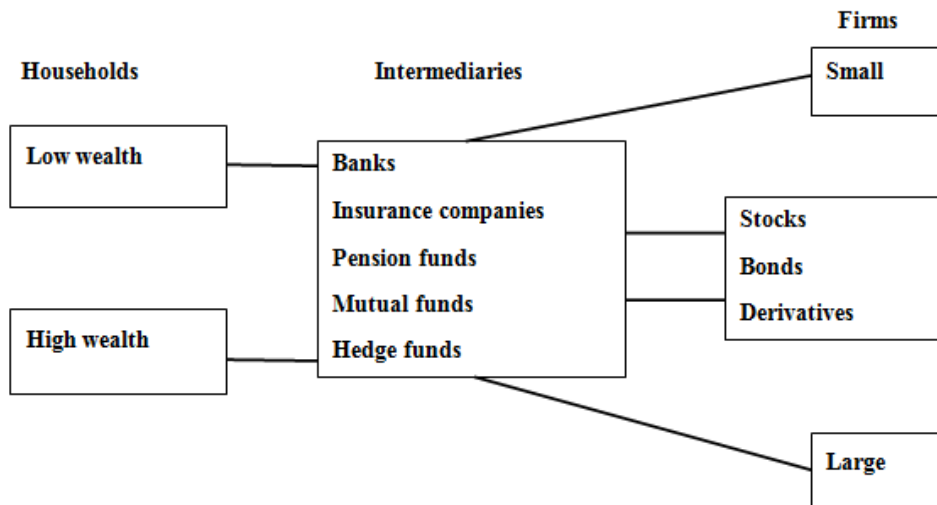 Firms
Households
Intermediaries
Small
Low wealth
Banks
Insurance companies
Pension funds
Mutual funds
Hedge funds
Stocks
Bonds
Derivatives
High wealth
Large